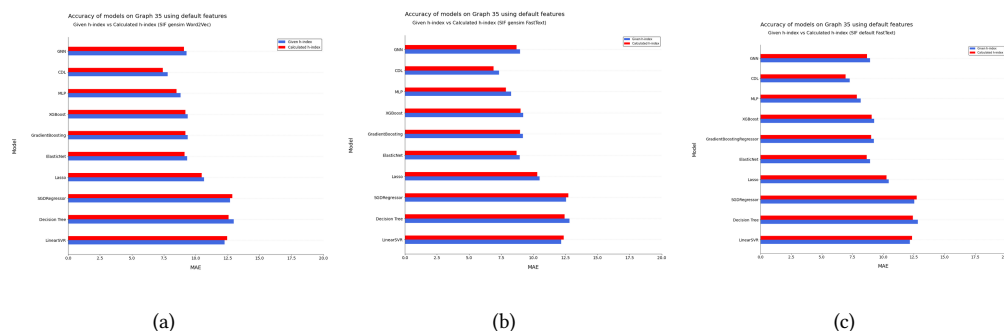 Accuracy of models on Graph 35 using default features
Given h-index vs Calculated h-index (SIF gensim Word2Vec)
Given h-index
Calculated h-index
GNN
CDL
MLP
XGBoost
GradientBoosting
ElasticNet
Lasso
SGDRegressor
Decision Tree
LinearSVR
Model
0.0 2.5 5.0 7.5 10.0 12.5 15.0 17.5 20.0
MAE
(a)
Accuracy of models on Graph 35 using default features
Given h-index vs Calculated h-index (SIF gensim FastText)
Given h-index
Calculated h-index
GNN
CDL
MLP
XGBoost
GradientBoosting
ElasticNet
Lasso
SGDRegressor
Decision Tree
LinearSVR
Model
0.0 2.5 5.0 7.5 10.0 12.5 15.0 17.5 20.0
MAE
(b)
Accuracy of models on Graph 35 using default features
Given h-index vs Calculated h-index (SIF default FastText)
Given h-index
Calculated h-index
GNN
CDL
MLP
XGBoost
GradientBoostingRegressor
ElasticNet
Lasso
SGDRegressor
Decision Tree
LinearSVR
Model
0.0 2.5 5.0 7.5 10.0 12.5 15.0 17.5 20.0
MAE
(c)